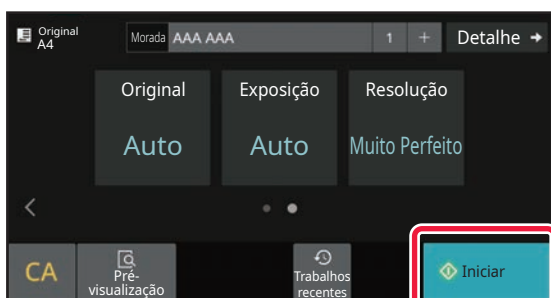 Original
A4
Morada AAA AAA 1 + Detalhe
Original Exposição Resolução
Auto Auto Muito Perfeito
CA
Pré-
visualização
Trabalhos
recentes
Iniciar